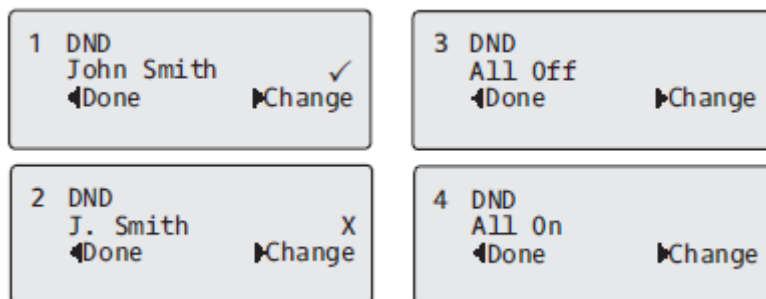 1 DND
John Smith ✓
◀Done ▶Change
2 DND
J. Smith X
◀Done ▶Change
3 DND
All Off
◀Done ▶Change
4 DND
All On
◀Done ▶Change